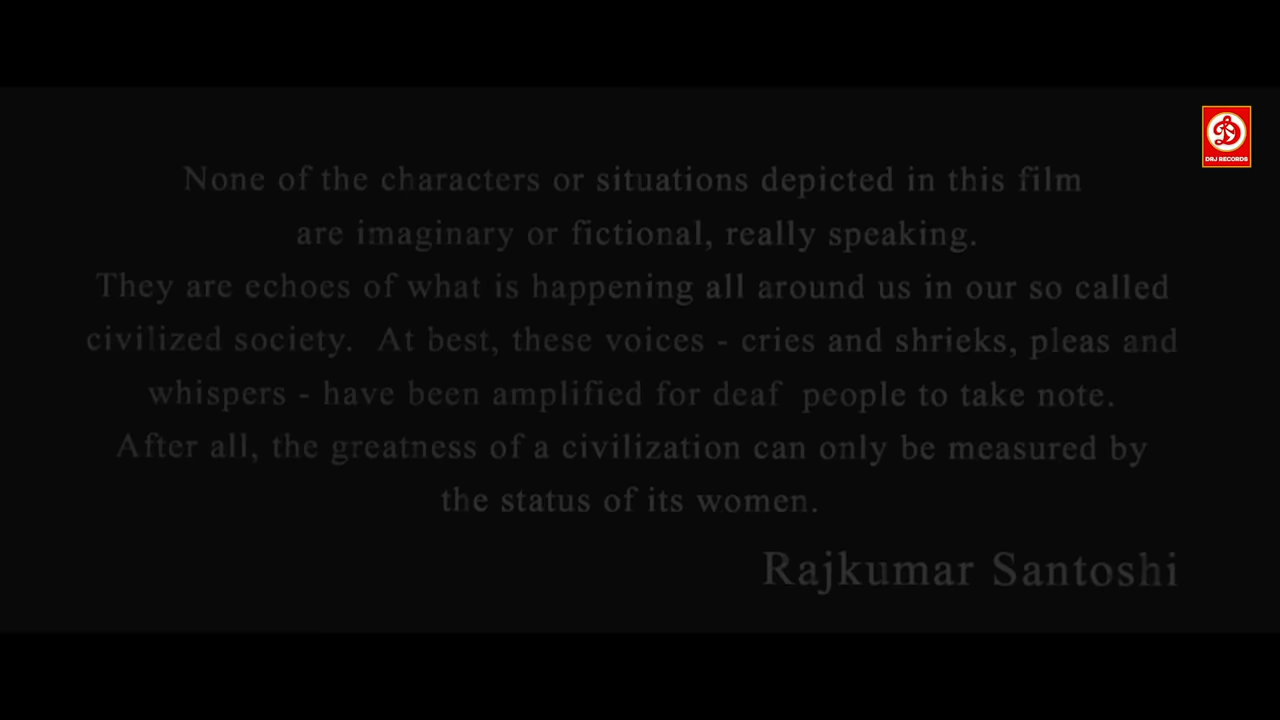 DRJ RECORDS
None of the characters or situations depicted in this film
are imaginary or fictional, really speaking.
They are echoes of what is happening all around us in our so called
civilized society. At best, these voices - cries and shrieks, pleas and
whispers - have been amplified for deaf people to take note.
After all, the greatness of a civilization can only be measured by
the status of its women.
Rajkumar Santoshi